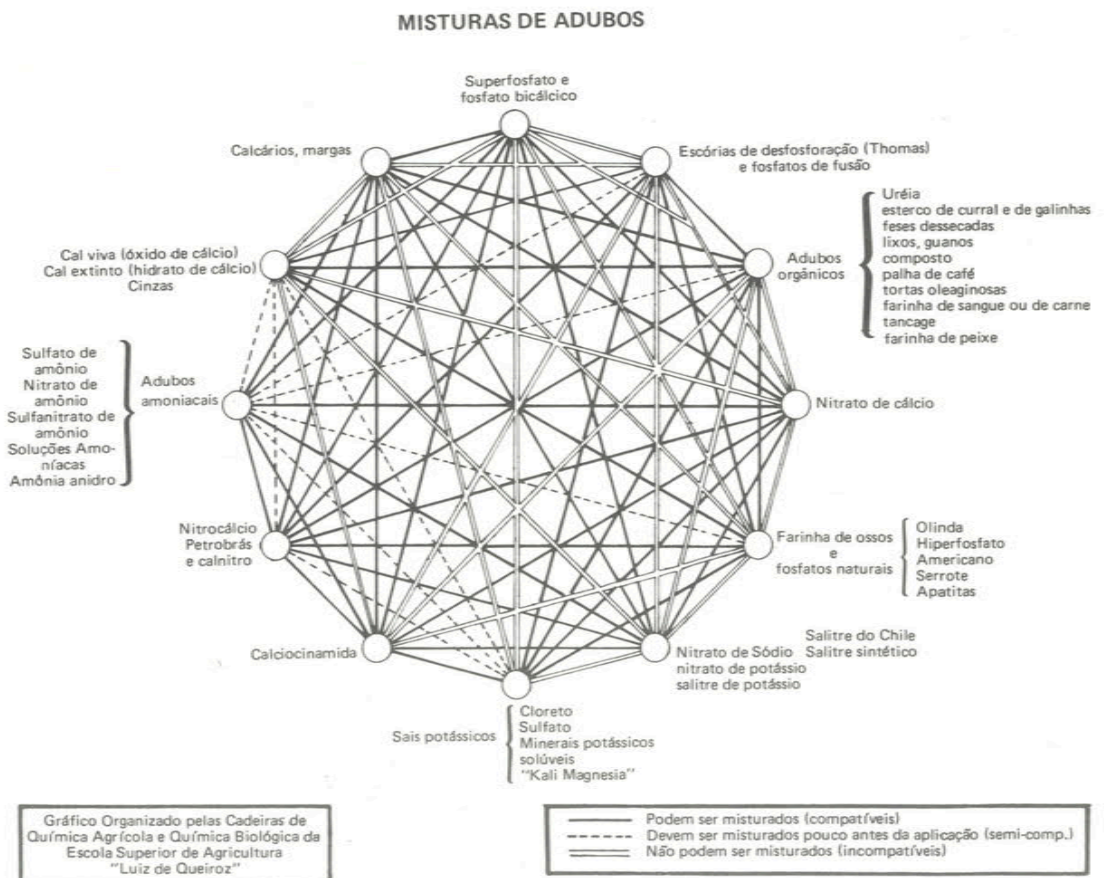 MISTURAS DE ADUBOS
Superfosfato e
fosfato bicálcico
Calcários, margas
Escórias de desfosforação (Thomas)
e fosfatos de fusão
Uréia
esterco de curral e de galinhas
feses dessecadas
lixos, guanos
composto
palha de café
tortas oleaginosas
farinha de sangue ou de carne
tancage
farinha de peixe
Adubos
orgânicos
Cal viva (óxido de cálcio)
Cal extinto (hidrato de cálcio)
Cinzas
Sulfato de
amônio
Nitrato de
amônio
Sulfanitrato de
amônio
Soluções Amo-
níacas
Amônia anidro
Adubos
amoniacais
Nitrato de cálcio
Nitrocálcio
Petrobrás
e calnitro
Farinha de ossos
e
fosfatos naturais
Olinda
Hiperfosfato
Americano
Serrote
Apatitas
Calciocinamida
Nitrato de Sódio
nitrato de potássio
salitre de potássio
Salitre do Chile
Salitre sintético
Sais potássicos
Cloreto
Sulfato
Minerais potássicos
solúveis
"Kali Magnesia"
Gráfico Organizado pelas Cadeiras de
Química Agrícola e Química Biológica da
Escola Superior de Agricultura
"Luiz de Queiroz"
Podem ser misturados (compatíveis)
Devem ser misturados pouco antes da aplicação (semi-comp.)
Não podem ser misturados (incompatíveis)